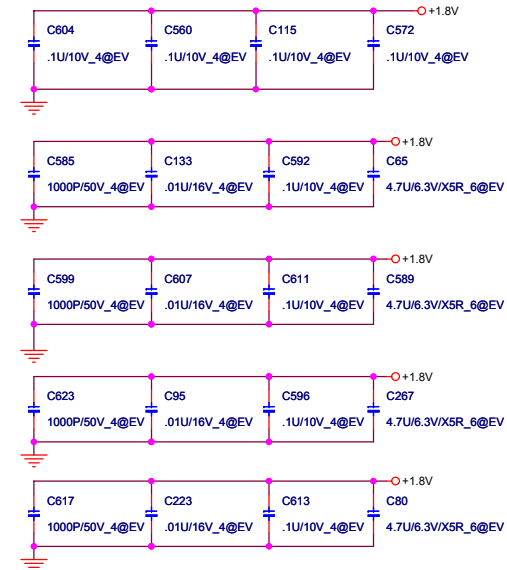 +1.8V
C604 C560 C115 C572
.1U/10V_4@EV .1U/10V_4@EV .1U/10V_4@EV .1U/10V_4@EV
+1.8V
C585 C133 C592 C65
1000P/50V_4@EV .01U/16V_4@EV .1U/10V_4@EV 4.7U/6.3V/X5R_6@EV
+1.8V
C599 C607 C611 C589
1000P/50V_4@EV .01U/16V_4@EV .1U/10V_4@EV 4.7U/6.3V/X5R_6@EV
+1.8V
C623 C95 C596 C267
1000P/50V_4@EV .01U/16V_4@EV .1U/10V_4@EV 4.7U/6.3V/X5R_6@EV
+1.8V
C617 C223 C613 C80
1000P/50V_4@EV .01U/16V_4@EV .1U/10V_4@EV 4.7U/6.3V/X5R_6@EV